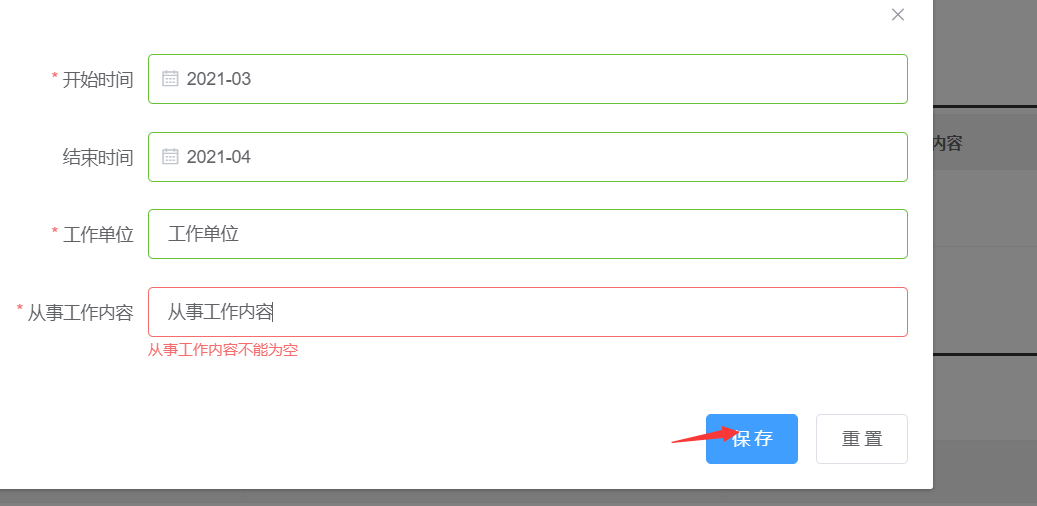 * 开始时间 2021-03
结束时间 2021-04
内容
* 工作单位 工作单位
* 从事工作内容 从事工作内容
从事工作内容不能为空
保存 重置